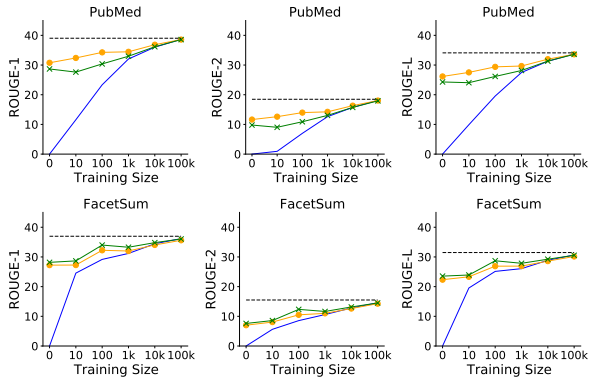 PubMed PubMed PubMed
ROUGE-1 ROUGE-2 ROUGE-L
40 40 40
30 30 30
20 20 20
10 10 10
0 0 0
0 10 100 1k 10k 100k 0 10 100 1k 10k 100k 0 10 100 1k 10k 100k
Training Size Training Size Training Size
FacetSum FacetSum FacetSum
ROUGE-1 ROUGE-2 ROUGE-L
40 40 40
30 30 30
20 20 20
10 10 10
0 0 0
0 10 100 1k 10k 100k 0 10 100 1k 10k 100k 0 10 100 1k 10k 100k
Training Size Training Size Training Size